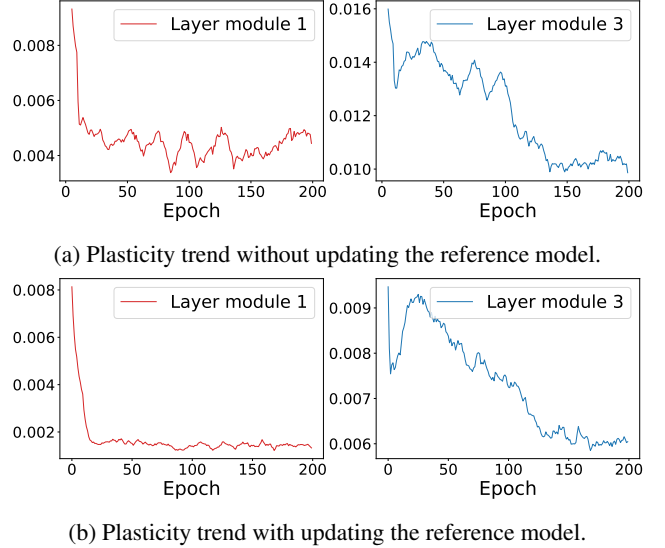 Layer module 1
0.008
0.006
0.004
0 50 100 150 200
Epoch
Layer module 3
0.016
0.014
0.012
0.010
0 50 100 150 200
Epoch
(a) Plasticity trend without updating the reference model.
Layer module 1
0.008
0.006
0.004
0.002
0 50 100 150 200
Epoch
Layer module 3
0.009
0.008
0.007
0.006
0 50 100 150 200
Epoch
(b) Plasticity trend with updating the reference model.